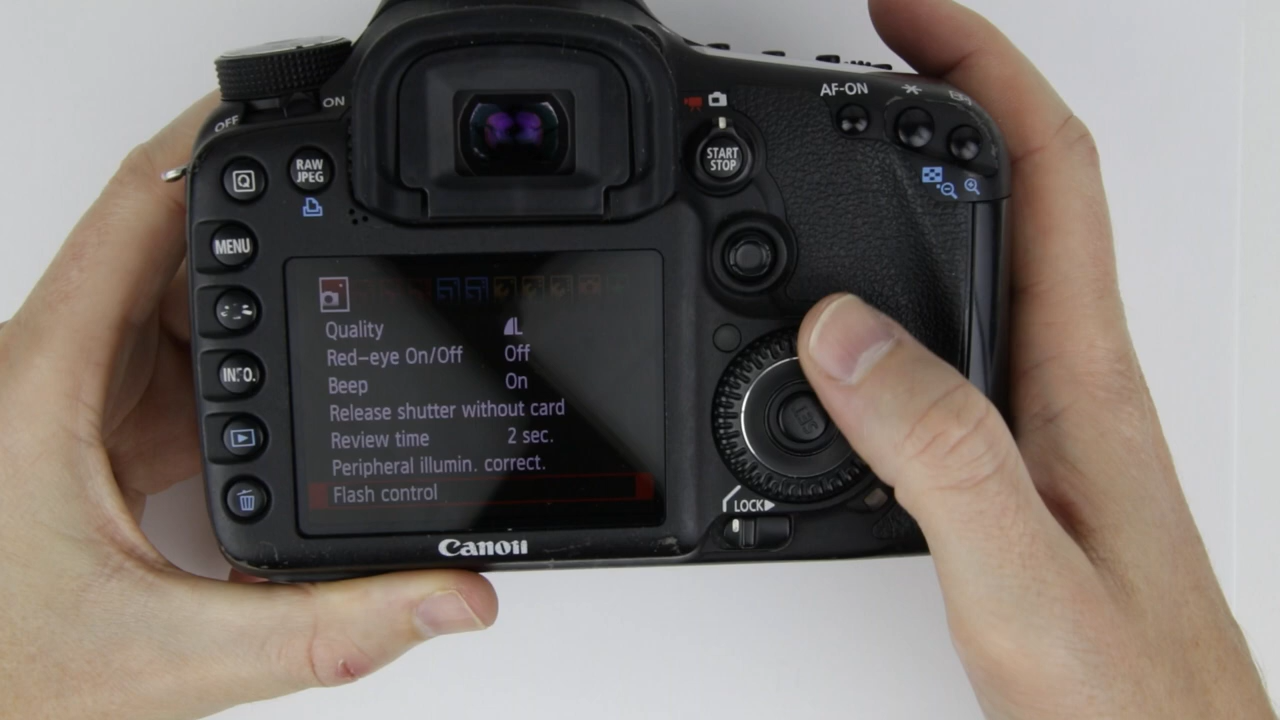 ON
OFF
AF-ON
RAW
JPEG
START
STOP
Q
MENU
INFO.
Quality L
Red-eye On/Off Off
Beep On
Release shutter without card
Review time 2 sec.
Peripheral illumin. correct.
Flash control
SET
LOCK
Canon